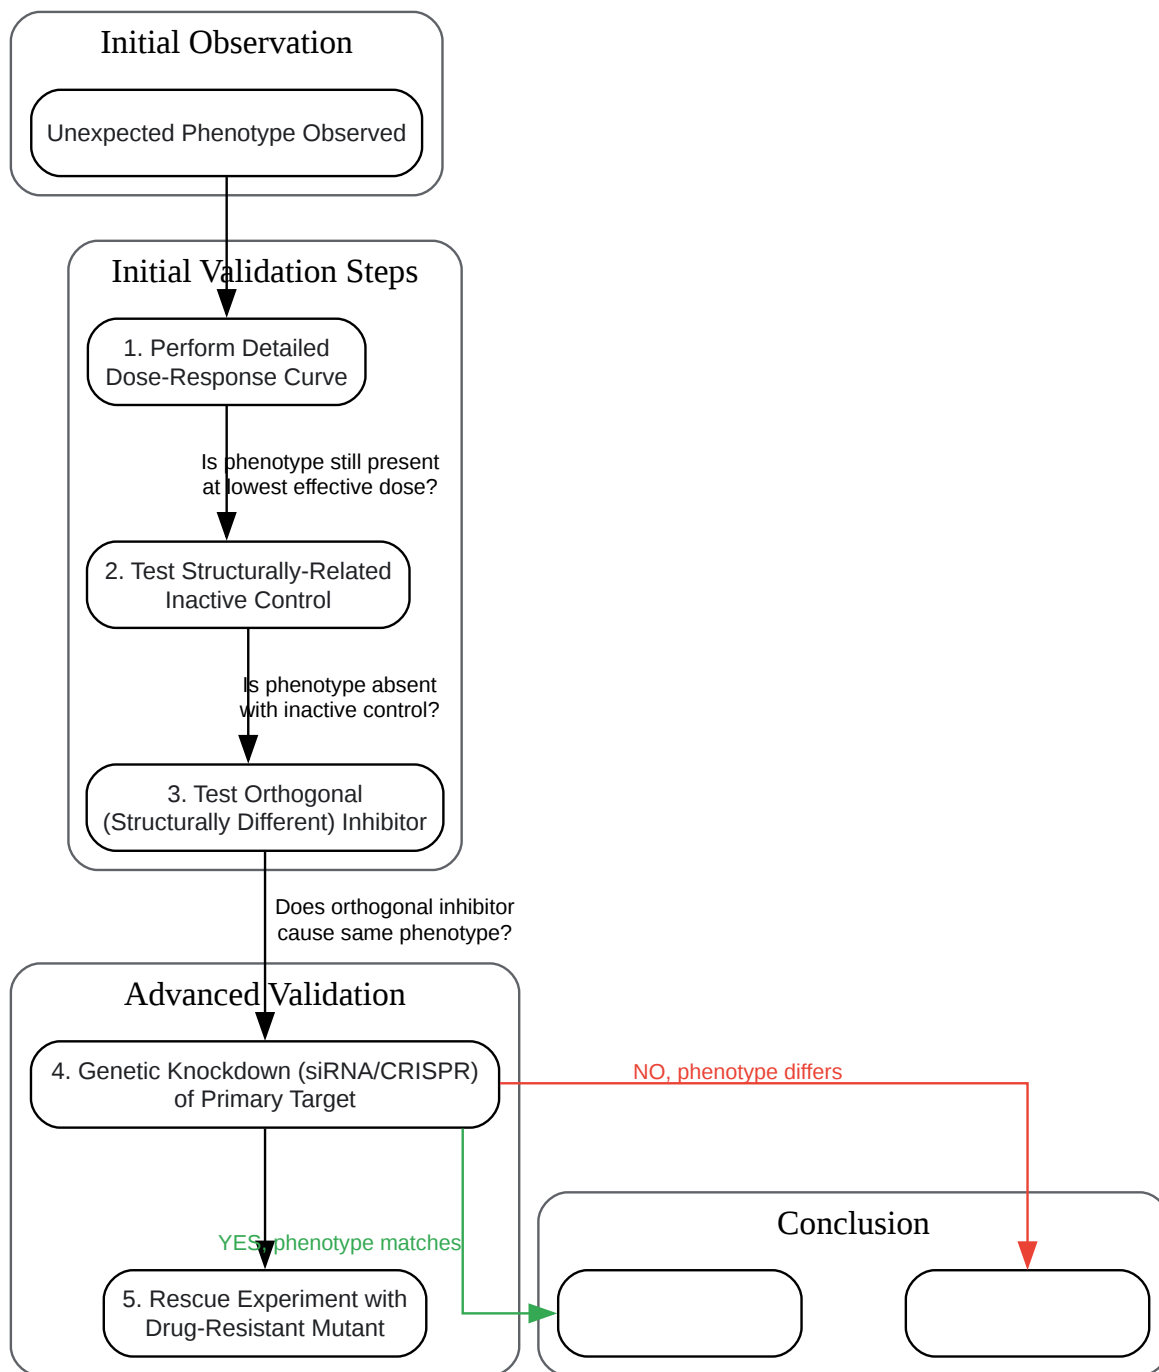 Initial Observation
Unexpected Phenotype Observed
Initial Validation Steps
1. Perform Detailed
Dose-Response Curve
Is phenotype still present
at lowest effective dose?
2. Test Structurally-Related
Inactive Control
Is phenotype absent
with inactive control?
3. Test Orthogonal
(Structurally Different) Inhibitor
Does orthogonal inhibitor
cause same phenotype?
Advanced Validation
4. Genetic Knockdown (siRNA/CRISPR)
of Primary Target
NO, phenotype differs
Conclusion
YES, phenotype matches
5. Rescue Experiment with
Drug-Resistant Mutant